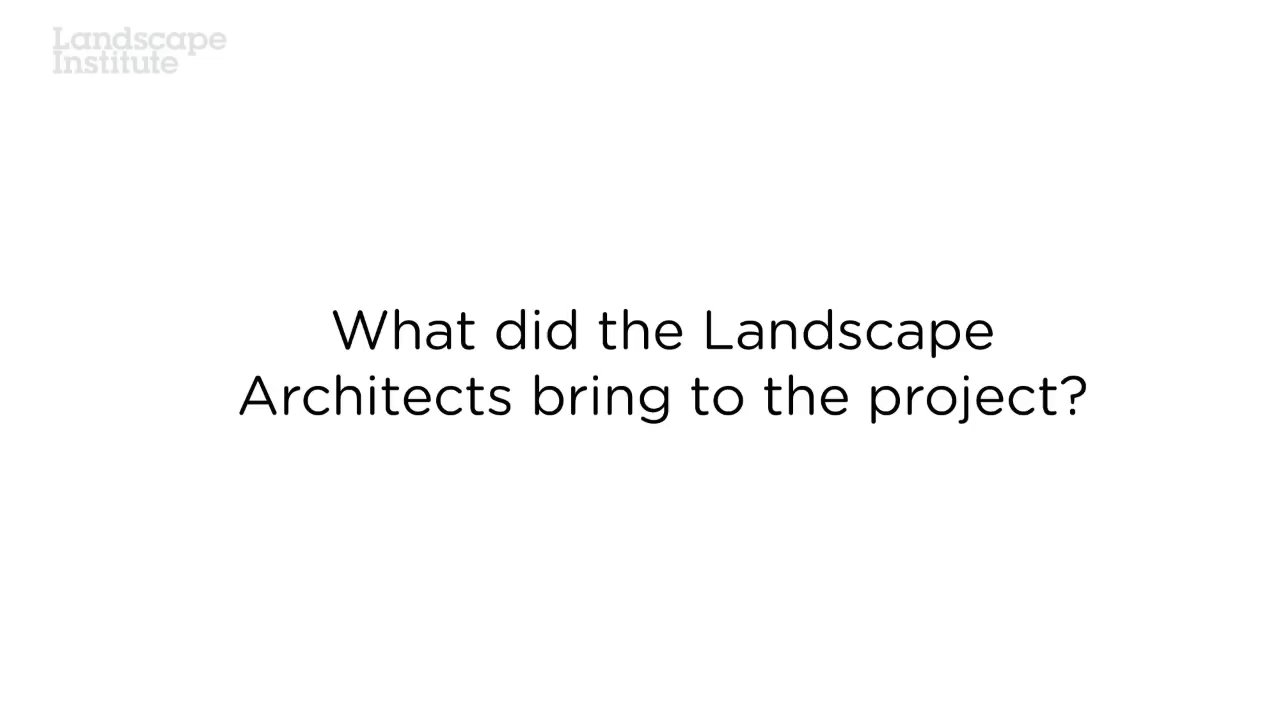 Landscape
Institute
What did the Landscape
Architects bring to the project?